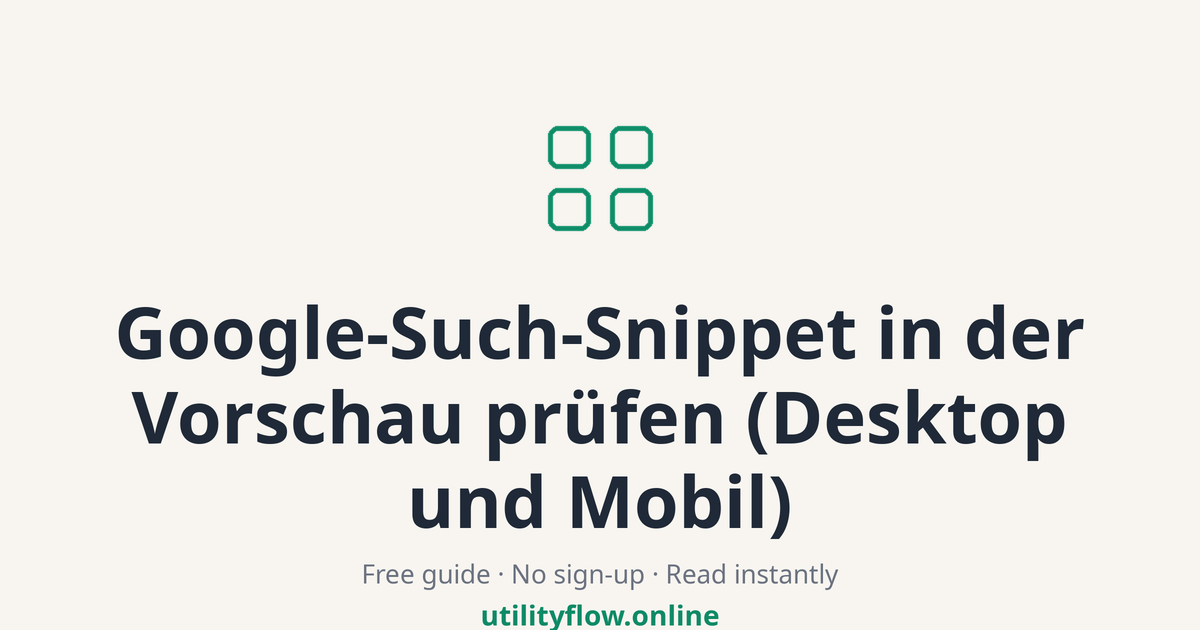 Google-Such-Snippet in der
Vorschau prüfen (Desktop
und Mobil)
Free guide · No sign-up · Read instantly
utilityflow.online